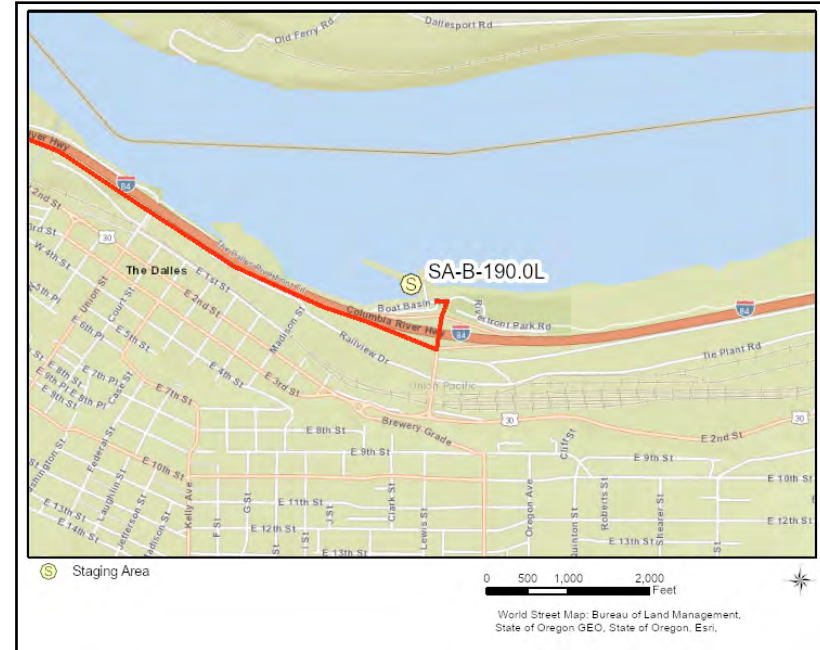 Old Ferry Rd
Dallesport Rd
River Hwy
84
2nd St
30
3rd St
W 4th St
The Dalles
E 1st St
SA-B-190.0L
S
Boat Basin
Riverfront Park Rd
84
5th Pl
Union St
Court St
E 2nd St
Madison St
Columbia River Hwy
84
6th Pl
E 5th St
Railview Dr
Tie Plant Rd
E 8th St
E 7th Pl
Case St
E 4th St
Union Pacific
E 9th Pl
E 8th Pl
E 9th St
E 7th St
E 3rd St
30
30
Federal St
E 8th St
Brewery Grade
E 2nd St
Cliff St
E 10th St
E 9th St
E 9th St
Washington St
Laughlin St
Kelly Ave
E 10th St
E 11th St
Clark St
Oregon Ave
Roberts St
Shearer St
E 13th St
Jefferson St
Madison St
F St
G St
J St
Lewis St
Quinton St
E 12th St
E 14th St
E 12th St
I St
E 13th St
E 13th St
St
S Staging Area
0 500 1,000 2,000
Feet
World Street Map: Bureau of Land Management,
State of Oregon GEO, State of Oregon, Esri,